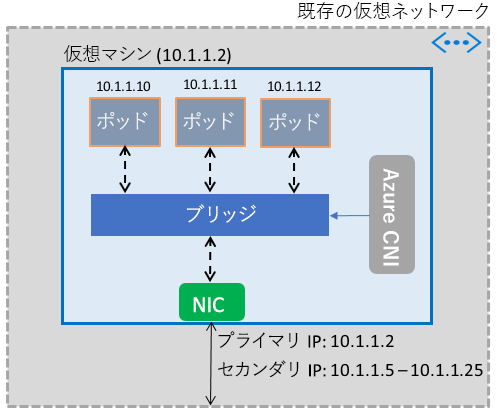 既存の仮想ネットワーク
仮想マシン (10.1.1.2)
10.1.1.10
10.1.1.11
10.1.1.12
ポッド
ポッド
ポッド
Azure CNI
ブリッジ
NIC
プライマリ IP: 10.1.1.2
セカンダリ IP: 10.1.1.5 – 10.1.1.25